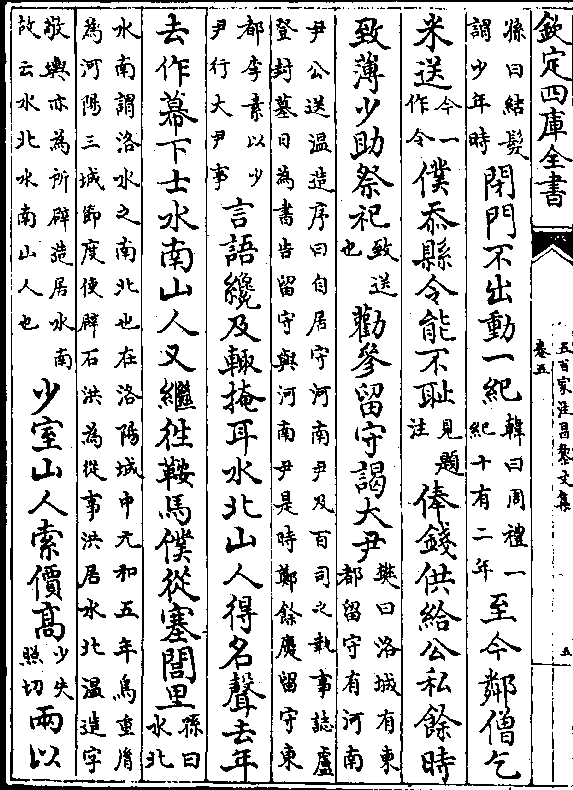 欽定四庫全書
五百家注昌黎文集
卷五
五
孫曰結髮
謂少年時
閉門不出動一紀
韓曰周禮一
紀十有二年
至今鄰僧乞
米送
今一
作令
僕忝縣令能不恥
見題
注
俸錢供給公私餘時
致薄少助祭祀
致送
也
勸參留守謁大尹
樊曰洛城有東
都留守有河南
尹公送温造序曰自居守河南尹及百司之執事誌盧
登封墓曰為書告留守與河南尹是時鄭餘慶留守東
都李素以少
尹行大尹事
言語纔及輒掩耳水北山人得名聲去年
去作幕下士水南山人又繼徃鞍馬僕從塞閭里
孫曰
水北
水南謂洛水之南北也在洛陽城中元和五年烏重𦙍
為河陽三城節度使辟石洪為從事洪居水北温造字
敬輿亦為所辟造居水南
故云水北水南山人也
少室山人索價高
少失
照切
兩以